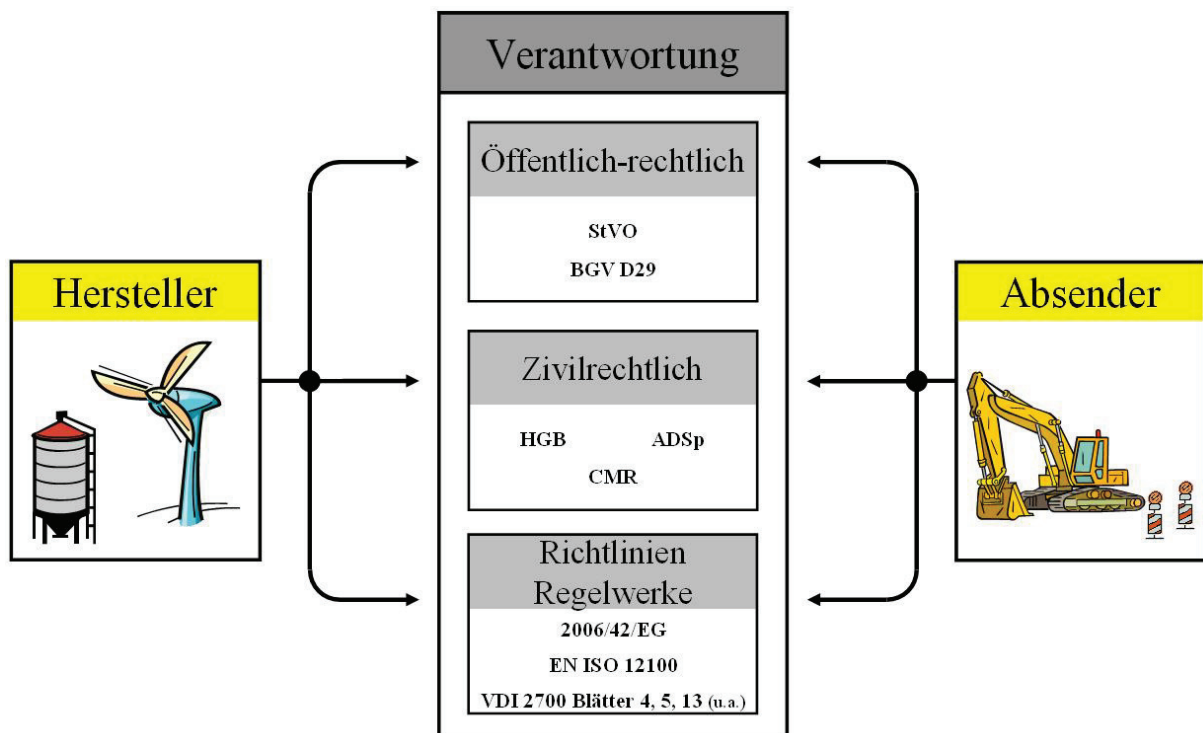 Verantwortung
Öffentlich-rechtlich
StVO
BGV D29
Hersteller
Absender
Zivilrechtlich
HGB ADSp
CMR
Richtlinien
Regelwerke
2006/42/EG
EN ISO 12100
VDI 2700 Blätter 4, 5, 13 (u.a.)